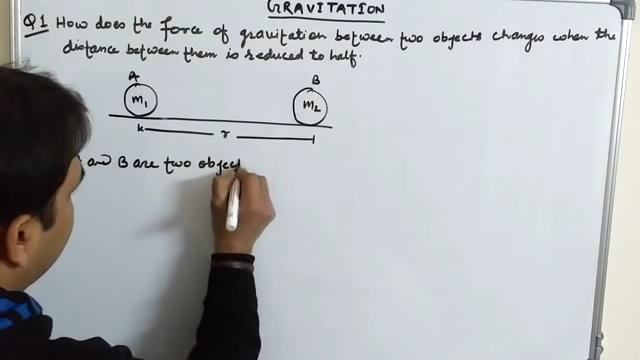 GRAVITATION
Q1 How does the force of gravitation between two objects changes when the
distance between them is reduced to half.
A B
m1 m2
r
and B are two objec